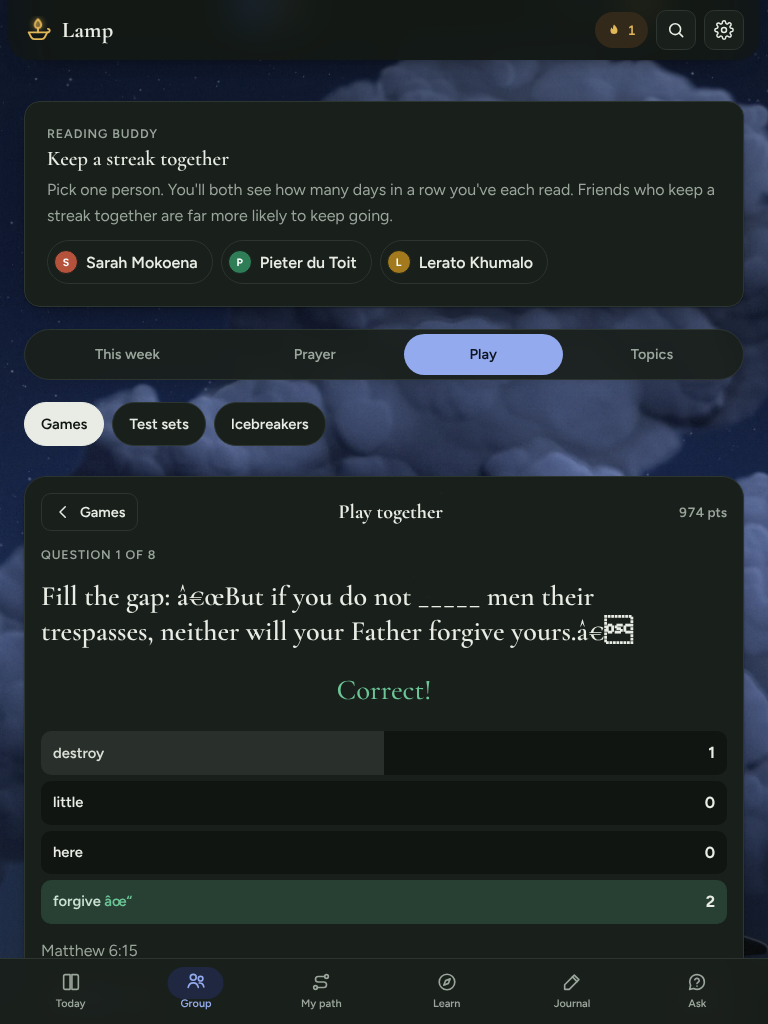 Lamp
1
READING BUDDY
Keep a streak together
Pick one person. You'll both see how many days in a row you've each read. Friends who keep a
streak together are far more likely to keep going.
S Sarah Mokoena P Pieter du Toit L Lerato Khumalo
This week Prayer Play Topics
Games Test sets Icebreakers
Games Play together 974 pts
QUESTION 1 OF 8
Fill the gap: “But if you do not _____ men their
trespasses, neither will your Father forgive yours.â€
Correct!
destroy 1
little 0
here 0
forgive âœ“ 2
Matthew 6:15
Today Group My path Learn Journal Ask